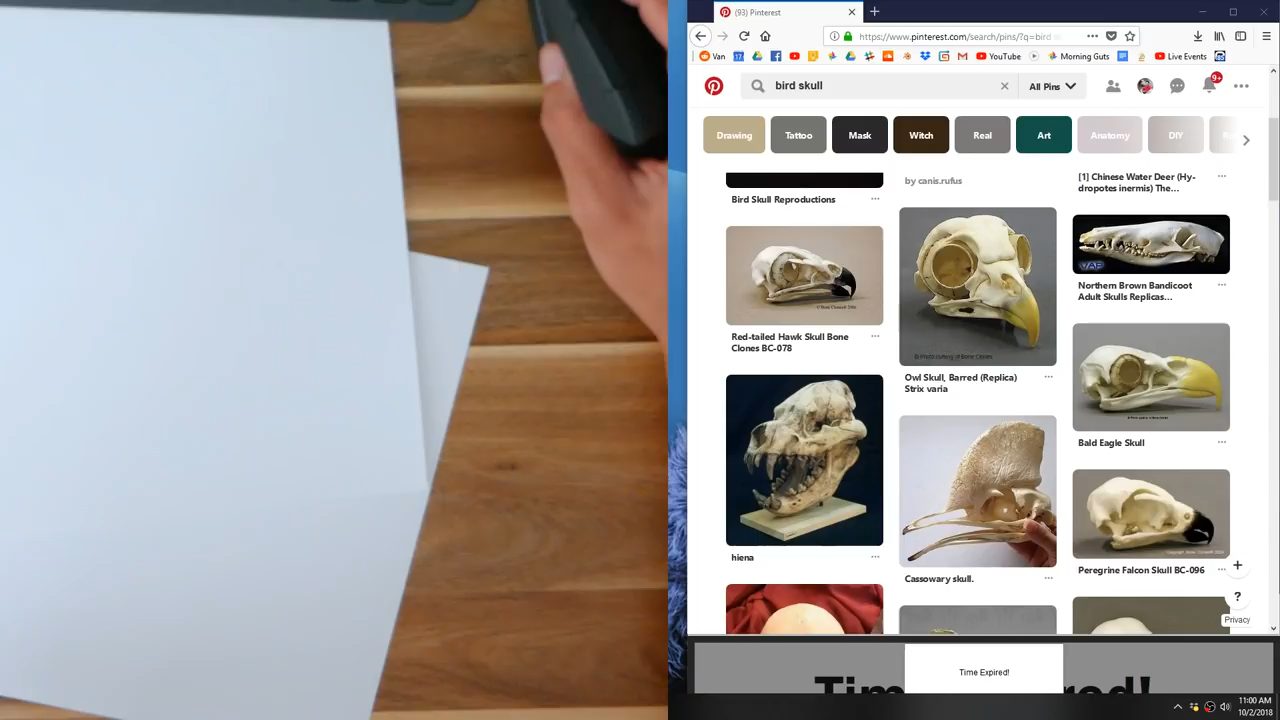 (93) Pinterest
https://www.pinterest.com/search/pins/?q=bird
Van
17
YouTube
Morning Guts
Live Events
bird skull
All Pins
9+
Drawing
Tattoo
Mask
Witch
Real
Art
Anatomy
DIY
Bird Skull Reproductions
by canis.rufus
[1] Chinese Water Deer (Hy-
dropotes inermis) The...
VAP
Northern Brown Bandicoot
Adult Skulls Replicas...
Red-tailed Hawk Skull Bone
Clones BC-078
Owl Skull, Barred (Replica)
Strix varia
Bald Eagle Skull
hiena
Cassowary skull.
Peregrine Falcon Skull BC-096
+
?
Privacy
Time Expired!
11:00 AM
10/2/2018